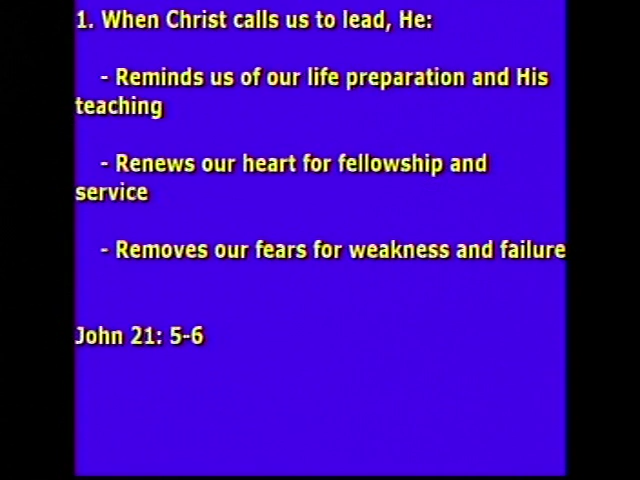 1. When Christ calls us to lead, He:
- Reminds us of our life preparation and His
teaching
- Renews our heart for fellowship and
service
- Removes our fears for weakness and failure
John 21: 5-6